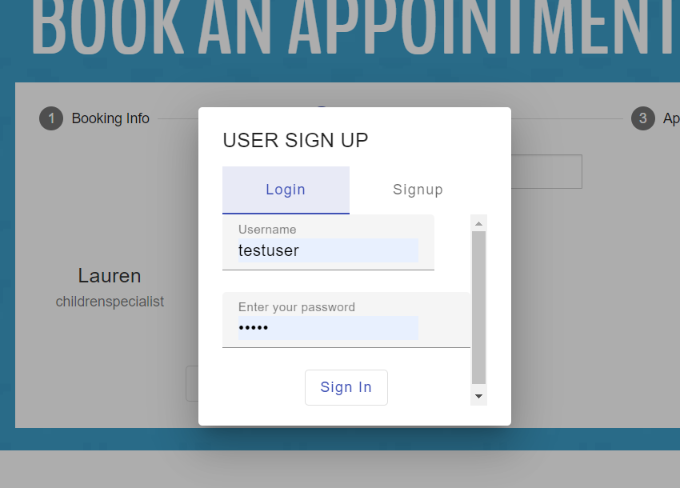 BOOK AN APPOINTMENT
1 Booking Info
3 Ap
USER SIGN UP
Login Signup
Username
testuser
Lauren
childrenspecialist
Enter your password
•••••
Sign In